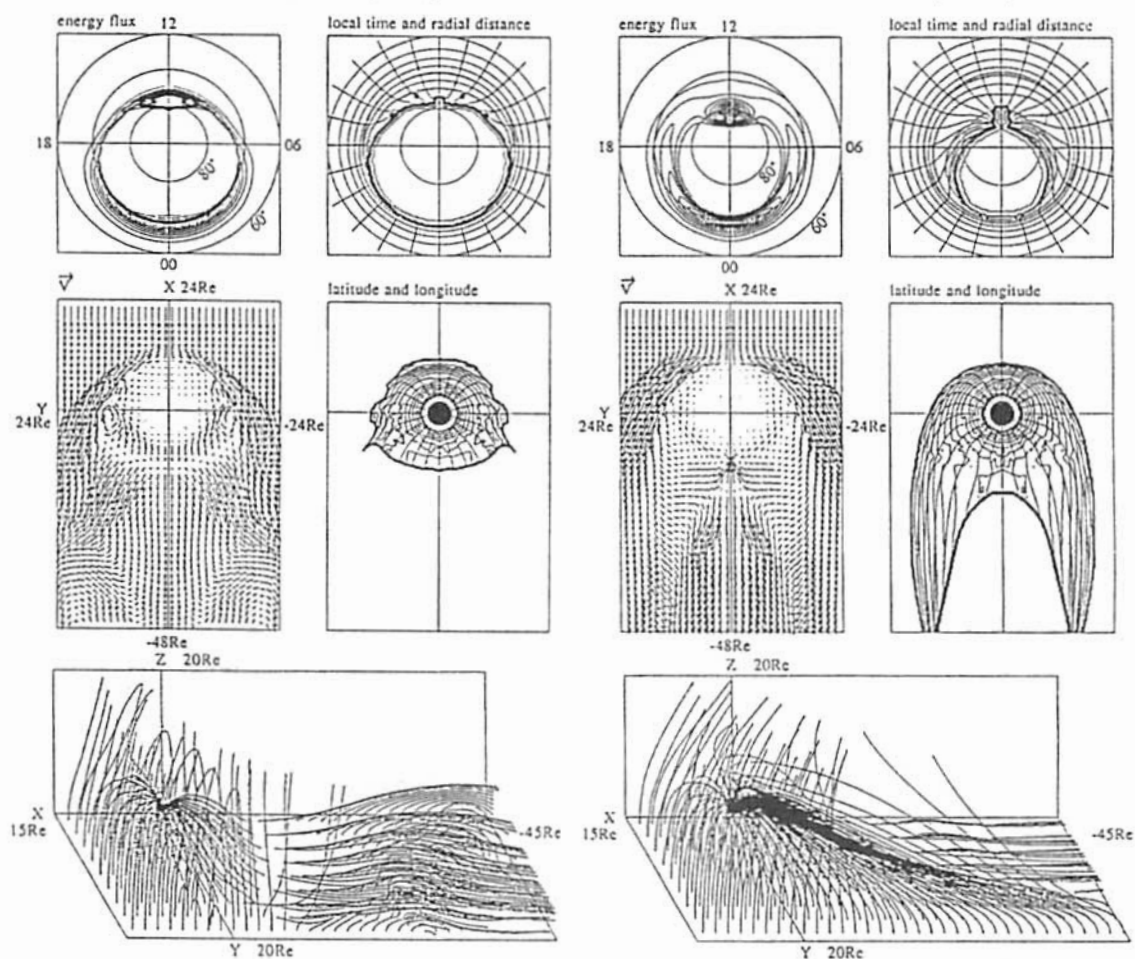 energy flux 12 local time and radial distance energy flux 12 local time and radial distance
18 06 18 06
80° 80°
60° 60°
00 00
V X 24Re latitude and longitude V X 24Re latitude and longitude
Y -24Re Y -24Re
24Re 24Re
-48Re -48Re
Z 20Re Z 20Re
X -45Re X -45Re
15Re 15Re
Y 20Re Y 20Re